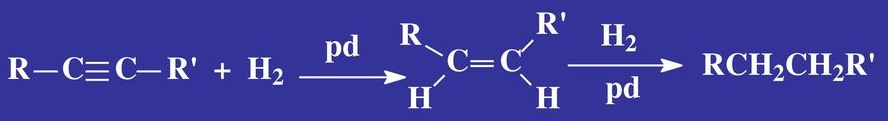 R–C≡C–R' + H₂ pd R C=C R' H H H₂ pd RCH₂CH₂R'